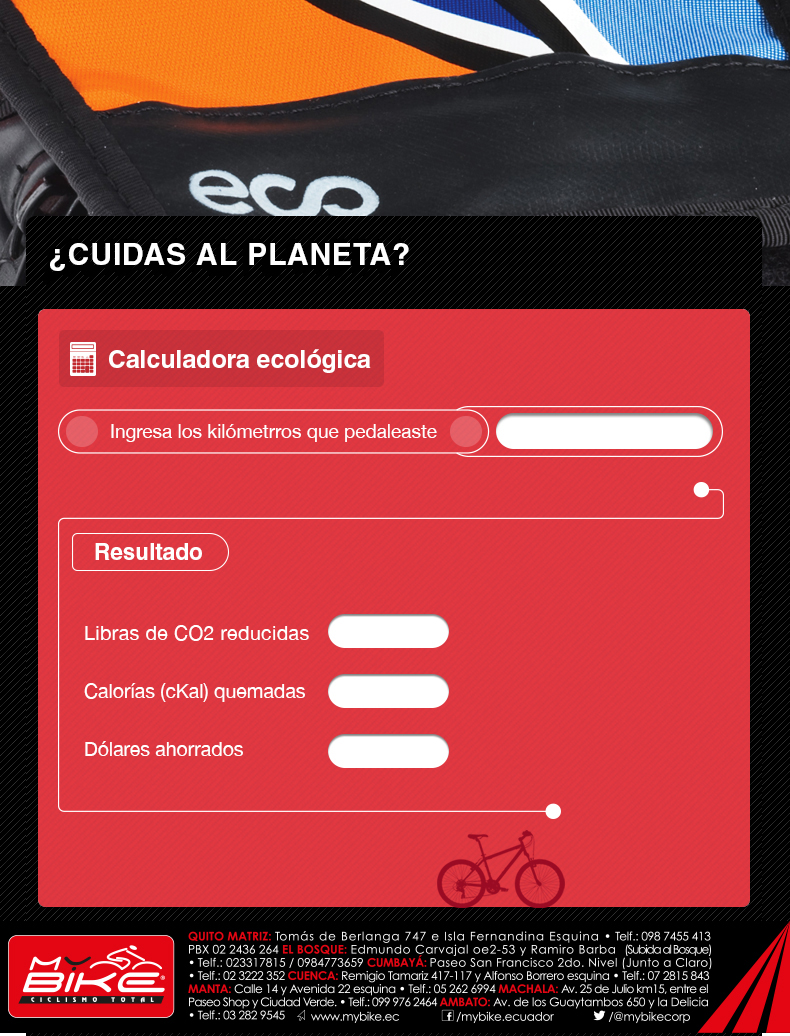 eco
¿CUIDAS AL PLANETA?
Calculadora ecológica
Ingresa los kilómetrros que pedaleaste
Resultado
Libras de CO2 reducidas
Calorías (cKal) quemadas
Dólares ahorrados
MY BIKE®
CICLISMO TOTAL
QUITO MATRIZ: Tomás de Berlanga 747 e Isla Fernandina Esquina • Telf.: 098 7455 413
PBX 02 2436 264 EL BOSQUE: Edmundo Carvajal oe2-53 y Ramiro Barba (Subida al Bosque)
• Telf.: 023317815 / 0984773659 CUMBAYÁ: Paseo San Francisco 2do. Nivel (Junto a Claro)
• Telf.: 02 3222 352 CUENCA: Remigio Tamariz 417-117 y Alfonso Borrero esquina • Telf.: 07 2815 843
MANTA: Calle 14 y Avenida 22 esquina • Telf.: 05 262 6994 MACHALA: Av. 25 de Julio km15, entre el
Paseo Shop y Ciudad Verde. • Telf.: 099 976 2464 AMBATO: Av. de los Guaytambos 650 y la Delicia
• Telf.: 03 282 9545 www.mybike.ec /mybike.ecuador /@mybikecorp